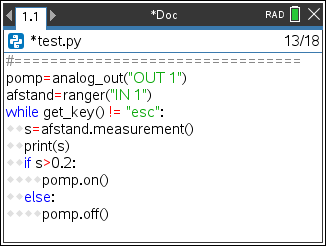 1.1 *Doc RAD
*test.py 13/18
#================================
pomp=analog_out("OUT 1")
afstand=ranger("IN 1")
while get_key() != "esc":
◆◆s=afstand.measurement()
◆◆print(s)
◆◆if s>0.2:
◆◆◆◆pomp.on()
◆◆else:
◆◆◆◆pomp.off()